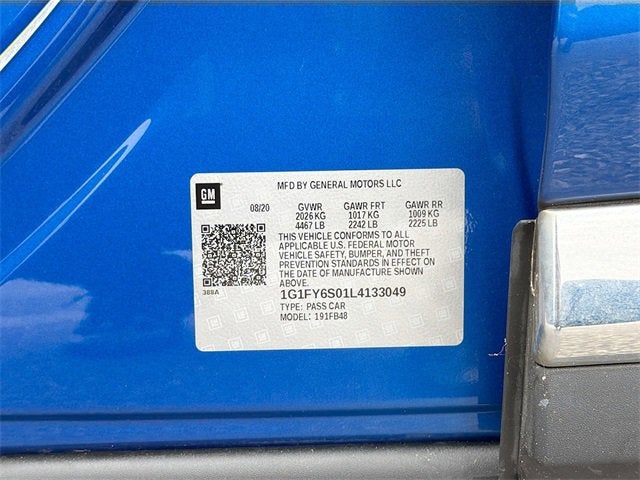 GM
MFD BY GENERAL MOTORS LLC
08/20 GVWR GAWR FRT GAWR RR
2026 KG 1017 KG 1009 KG
4467 LB 2242 LB 2225 LB
THIS VEHICLE CONFORMS TO ALL
APPLICABLE U.S. FEDERAL MOTOR
VEHICLE SAFETY, BUMPER, AND THEFT
PREVENTION STANDARDS IN EFFECT ON
THE DATE OF MANUFACTURE SHOWN
ABOVE.
388A
1G1FY6S01L4133049
TYPE: PASS CAR
MODEL: 191FB48